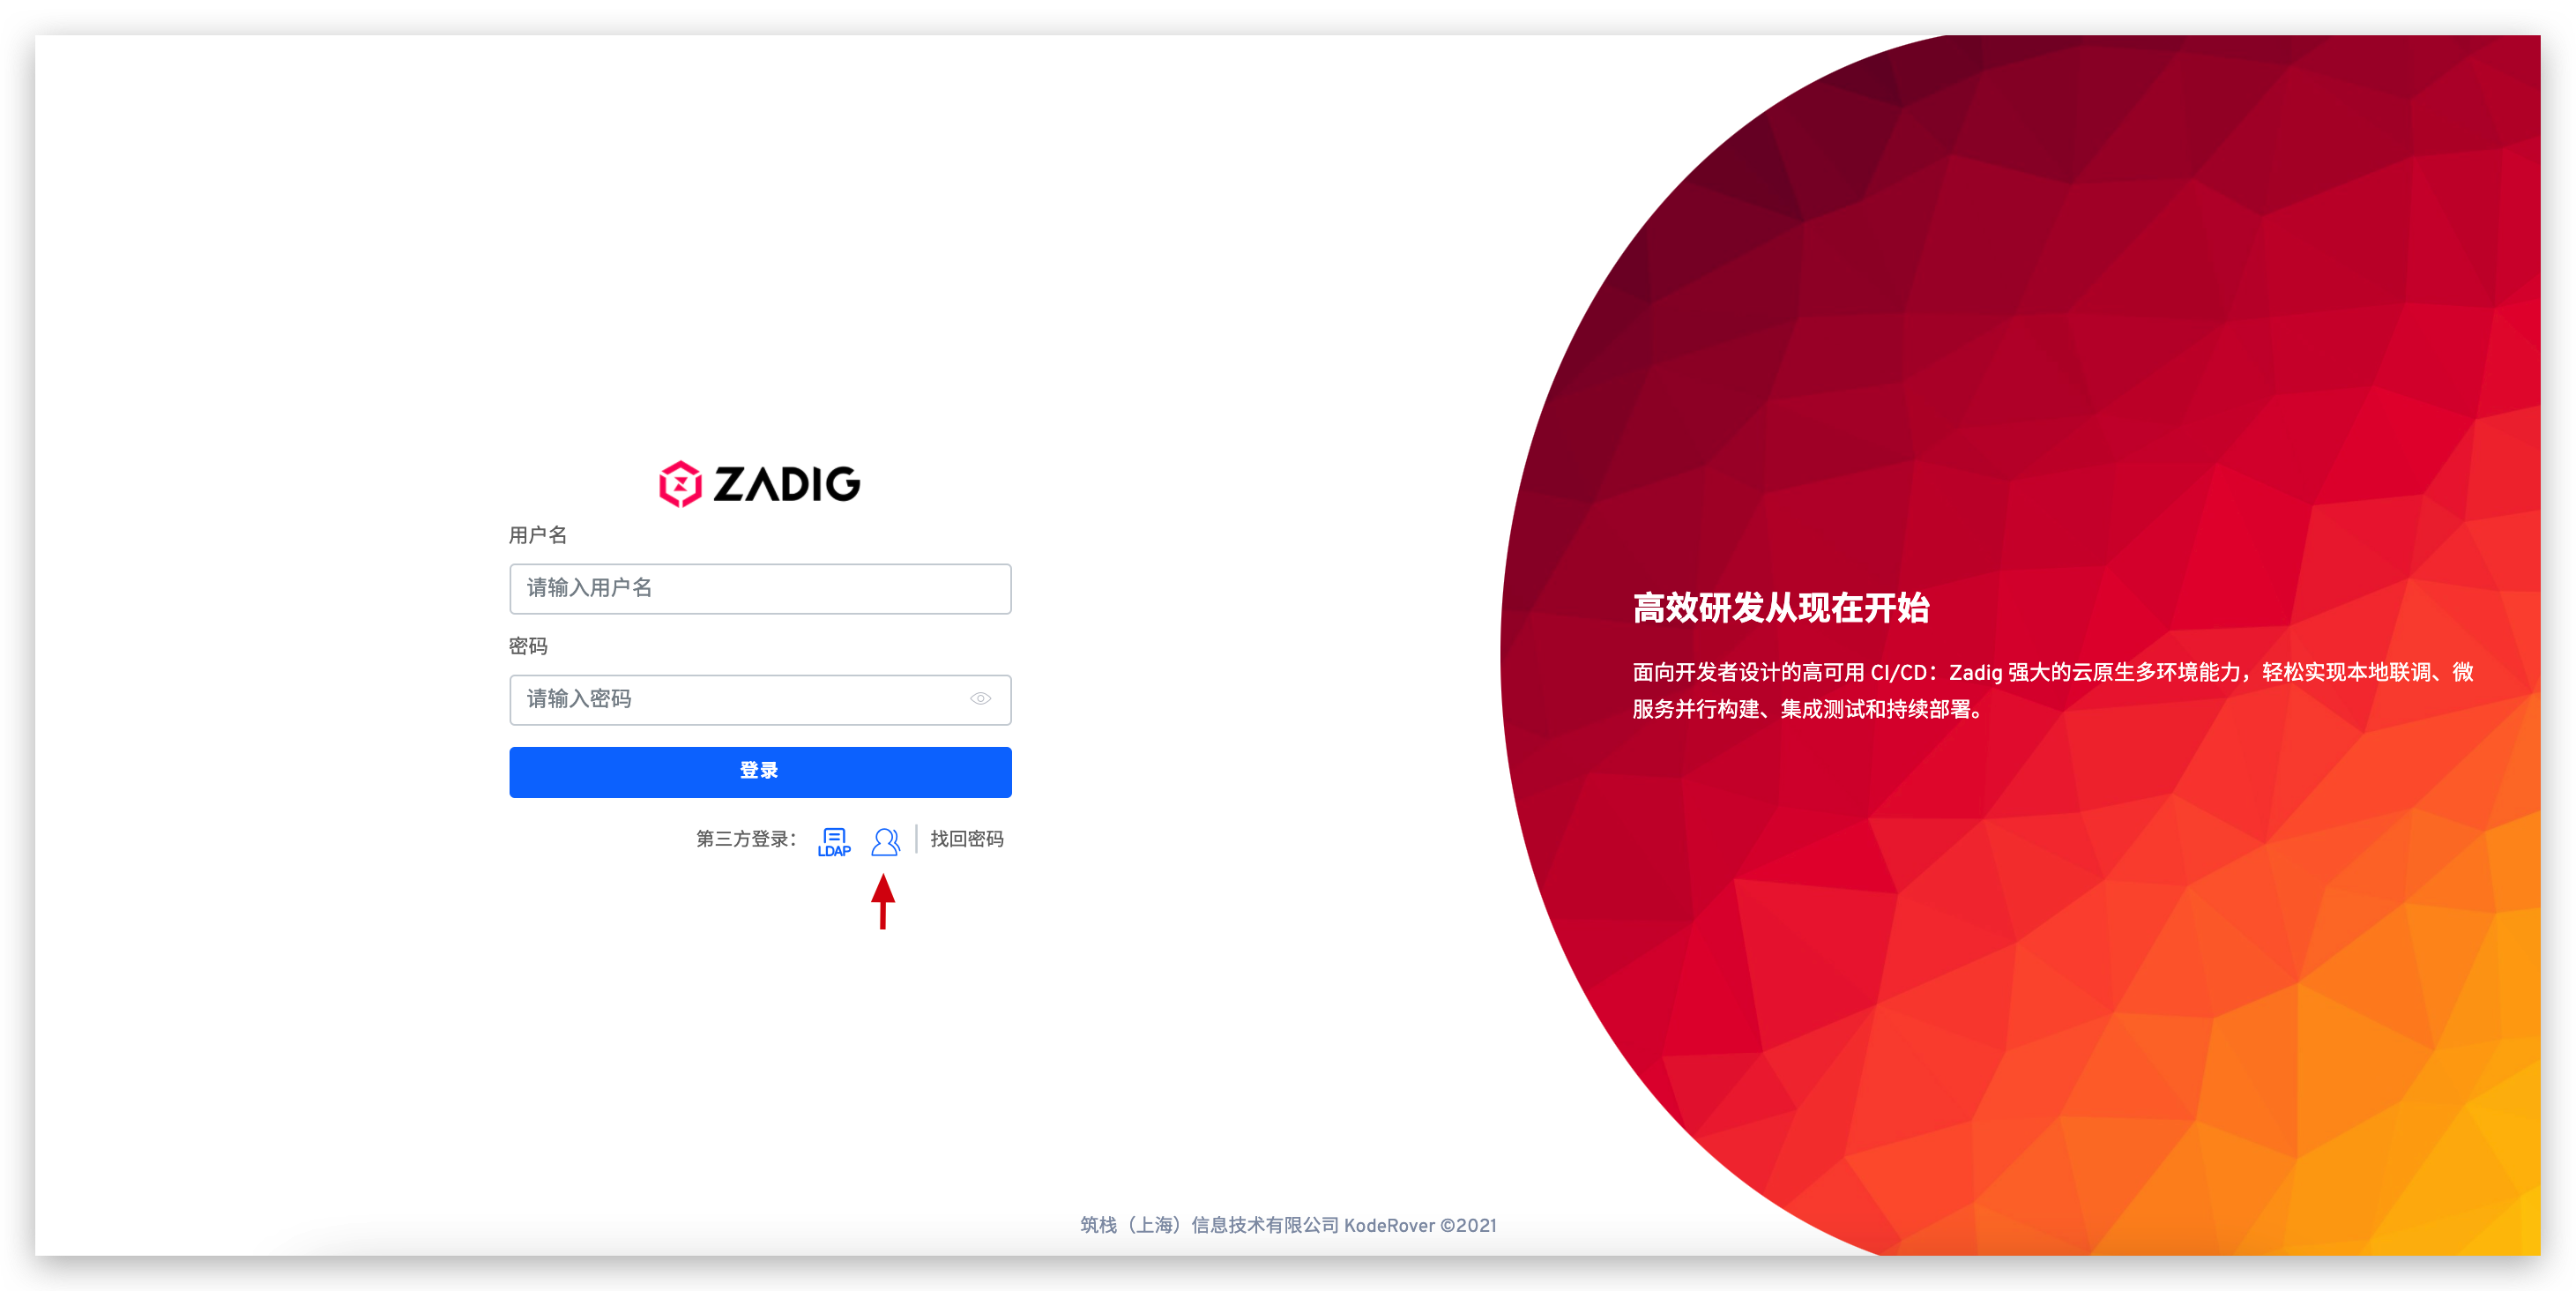 ZADIG
用户名
请输入用户名
密码
请输入密码
登录
第三方登录： LDAP 找回密码
高效研发从现在开始
面向开发者设计的高可用 CI/CD：Zadig 强大的云原生多环境能力，轻松实现本地联调、微
服务并行构建、集成测试和持续部署。
筑栈（上海）信息技术有限公司 KodeRover ©2021